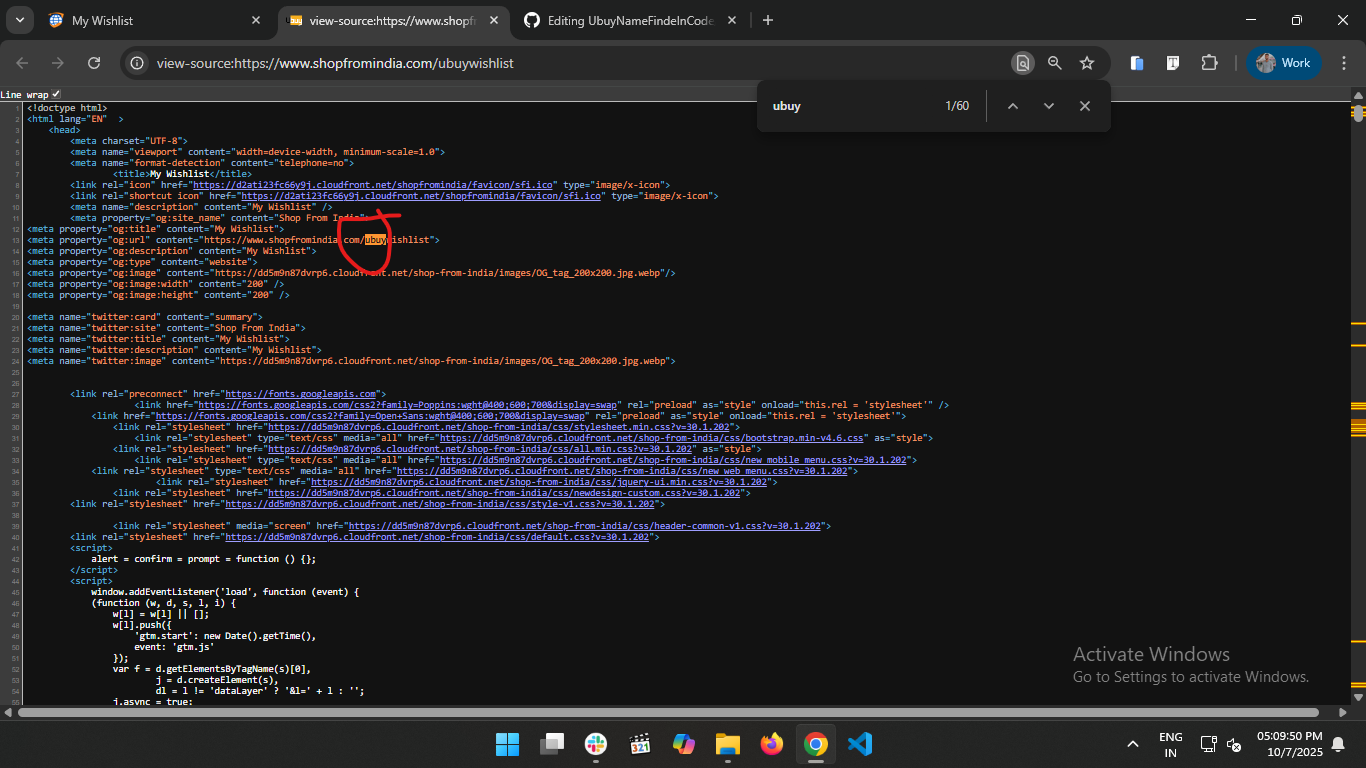 My Wishlist
view-source:https://www.shopf
Editing UbuyNameFindeInCode
view-source:https://www.shopfromindia.com/ubuywishlist
Work
Line wrap
ubuy 1/60
1 <!doctype html>
2 <html lang="EN"  >
3 <head>
4 <meta charset="UTF-8">
5 <meta name="viewport" content="width=device-width, minimum-scale=1.0">
6 <meta name="format-detection" content="telephone=no">
7 <title>My Wishlist</title>
8 <link rel="icon" href="https://d2ati23fc66y9j.cloudfront.net/shopfromindia/favicon/sfi.ico" type="image/x-icon">
9 <link rel="shortcut icon" href="https://d2ati23fc66y9j.cloudfront.net/shopfromindia/favicon/sfi.ico" type="image/x-icon">
10 <meta name="description" content="My Wishlist" />
11 <meta property="og:site_name" content="Shop From India">
12 <meta property="og:title" content="My Wishlist">
13 <meta property="og:url" content="https://www.shopfromindia.com/ubuywishlist">
14 <meta property="og:description" content="My Wishlist">
15 <meta property="og:type" content="website">
16 <meta property="og:image" content="https://dd5m9n87dvrp6.cloudfront.net/shop-from-india/images/OG_tag_200x200.jpg.webp"/>
17 <meta property="og:image:width" content="200" />
18 <meta property="og:image:height" content="200" />
19
20 <meta name="twitter:card" content="summary">
21 <meta name="twitter:site" content="Shop From India">
22 <meta name="twitter:title" content="My Wishlist">
23 <meta name="twitter:description" content="My Wishlist">
24 <meta name="twitter:image" content="https://dd5m9n87dvrp6.cloudfront.net/shop-from-india/images/OG_tag_200x200.jpg.webp">
25
26
27 <link rel="preconnect" href="https://fonts.googleapis.com">
28 <link href="https://fonts.googleapis.com/css2?family=Poppins:wght@400;600;700&display=swap" rel="preload" as="style" onload="this.rel = 'stylesheet'" />
29 <link href="https://fonts.googleapis.com/css2?family=Open+Sans:wght@400;600;700&display=swap" rel="preload" as="style" onload="this.rel = 'stylesheet'">
30 <link rel="stylesheet" href="https://dd5m9n87dvrp6.cloudfront.net/shop-from-india/css/stylesheet.min.css?v=30.1.202">
31 <link rel="stylesheet" type="text/css" media="all" href="https://dd5m9n87dvrp6.cloudfront.net/shop-from-india/css/bootstrap.min-v4.6.css" as="style">
32 <link rel="stylesheet" href="https://dd5m9n87dvrp6.cloudfront.net/shop-from-india/css/all.min.css?v=30.1.202" as="style">
33 <link rel="stylesheet" type="text/css" media="all" href="https://dd5m9n87dvrp6.cloudfront.net/shop-from-india/css/new_mobile_menu.css?v=30.1.202">
34 <link rel="stylesheet" type="text/css" media="all" href="https://dd5m9n87dvrp6.cloudfront.net/shop-from-india/css/new_web_menu.css?v=30.1.202">
35 <link rel="stylesheet" href="https://dd5m9n87dvrp6.cloudfront.net/shop-from-india/css/jquery-ui.min.css?v=30.1.202">
36 <link rel="stylesheet" href="https://dd5m9n87dvrp6.cloudfront.net/shop-from-india/css/newdesign-custom.css?v=30.1.202">
37 <link rel="stylesheet" href="https://dd5m9n87dvrp6.cloudfront.net/shop-from-india/css/style-v1.css?v=30.1.202">
38
39 <link rel="stylesheet" media="screen" href="https://dd5m9n87dvrp6.cloudfront.net/shop-from-india/css/header-common-v1.css?v=30.1.202">
40 <link rel="stylesheet" href="https://dd5m9n87dvrp6.cloudfront.net/shop-from-india/css/default.css?v=30.1.202">
41 <script>
42 alert = confirm = prompt = function () {};
43 </script>
44 <script>
45 window.addEventListener('load', function (event) {
46 (function (w, d, s, l, i) {
47 w[l] = w[l] || [];
48 w[l].push({
49 'gtm.start': new Date().getTime(),
50 event: 'gtm.js'
51 });
52 var f = d.getElementsByTagName(s)[0],
53 j = d.createElement(s),
54 dl = l != 'dataLayer' ? '&l=' + l : '';
55 j.async = true;
Activate Windows
Go to Settings to activate Windows.
321
ENG
IN
05:09:50 PM
10/7/2025